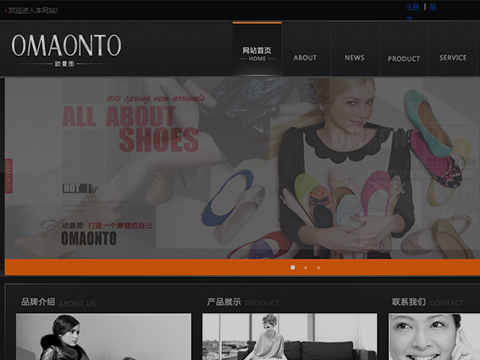 • 欢迎进入本网站!
注册 | 登
OMAONTO
欧曼图
网站首页
HOME
ABOUT
NEWS
PRODUCT
SERVICE
2013 spring new arrivals
ALL ABOUT
SHOES
HOT
欧曼图 打造一个摩登的自己
OMAONTO
品牌介绍 ABOUT US
产品展示 PRODUCT
联系我们 CONTACT